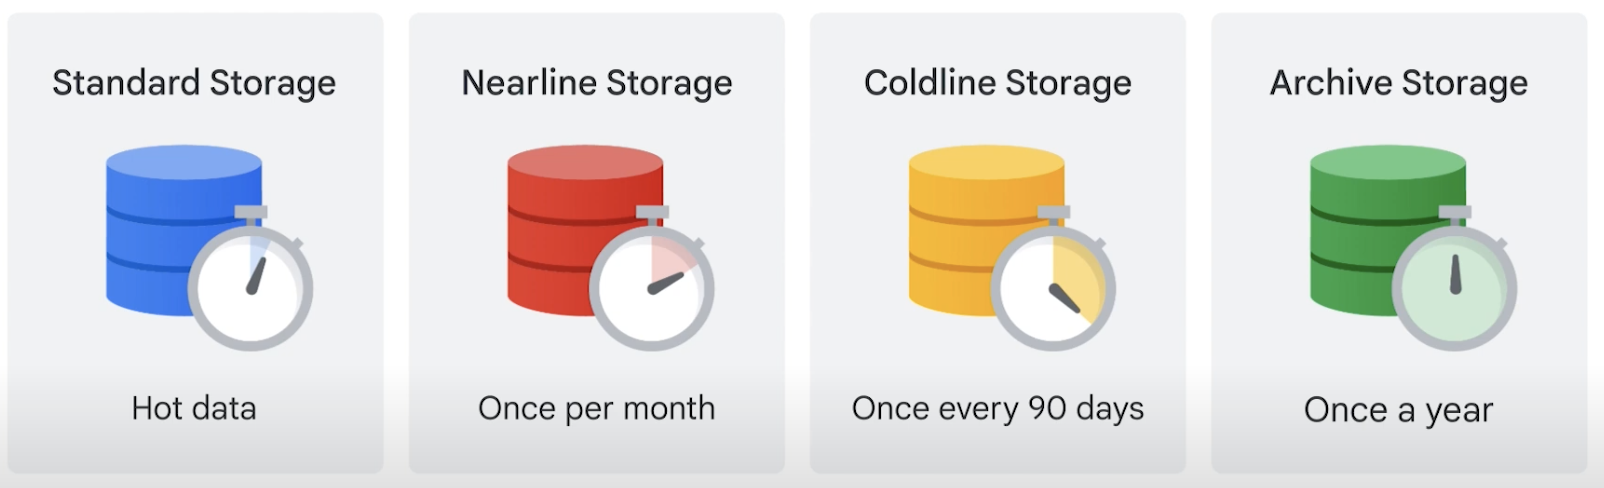 Standard Storage
Nearline Storage
Coldline Storage
Archive Storage
Hot data
Once per month
Once every 90 days
Once a year